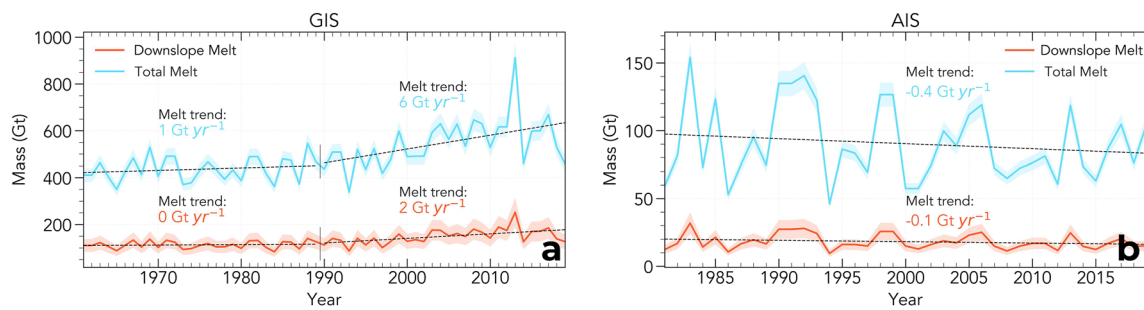 GIS
1000
800
600
400
200
Mass (Gt)
Downslope Melt
Total Melt
Melt trend:
1 Gt yr⁻¹
Melt trend:
6 Gt yr⁻¹
Melt trend:
0 Gt yr⁻¹
Melt trend:
2 Gt yr⁻¹
a
1970 1980 1990 2000 2010
Year
AIS
150
100
50
0
Mass (Gt)
Downslope Melt
Total Melt
Melt trend:
-0.4 Gt yr⁻¹
Melt trend:
-0.1 Gt yr⁻¹
b
1985 1990 1995 2000 2005 2010 2015
Year